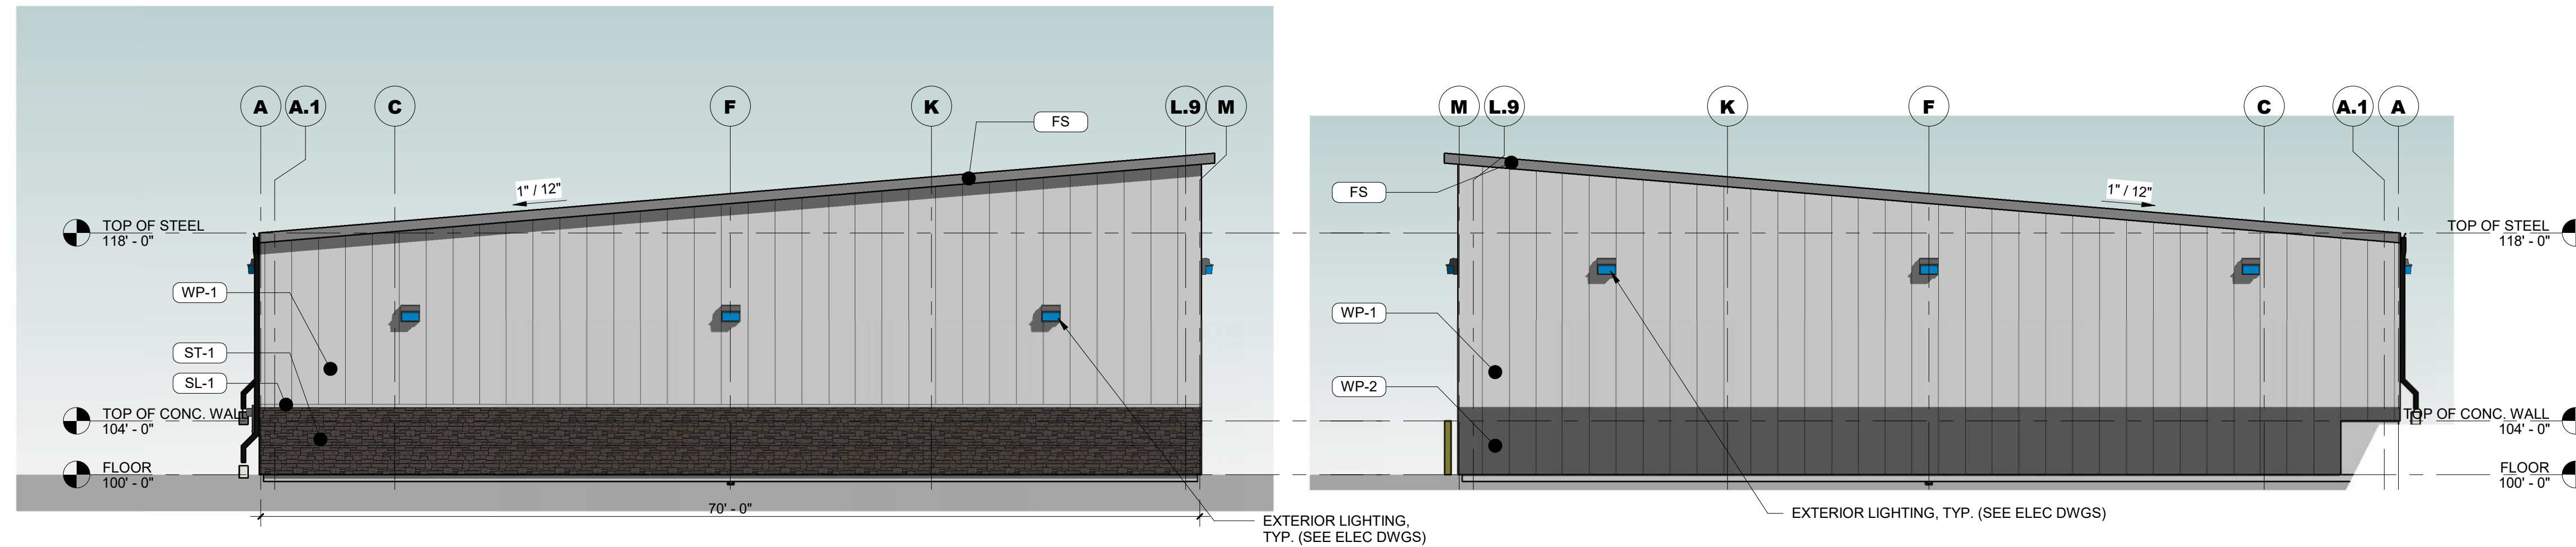 A A.1 C F K L.9 M
FS
1" / 12"
TOP OF STEEL
118' - 0"
WP-1
ST-1
SL-1
TOP OF CONC. WAL
104' - 0"
FLOOR
100' - 0"
70' - 0"
EXTERIOR LIGHTING,
TYP. (SEE ELEC DWGS)
M L.9 K F C A.1 A
FS
1" / 12"
TOP OF STEEL
118' - 0"
WP-1
WP-2
TOP OF CONC. WALL
104' - 0"
FLOOR
100' - 0"
EXTERIOR LIGHTING, TYP. (SEE ELEC DWGS)